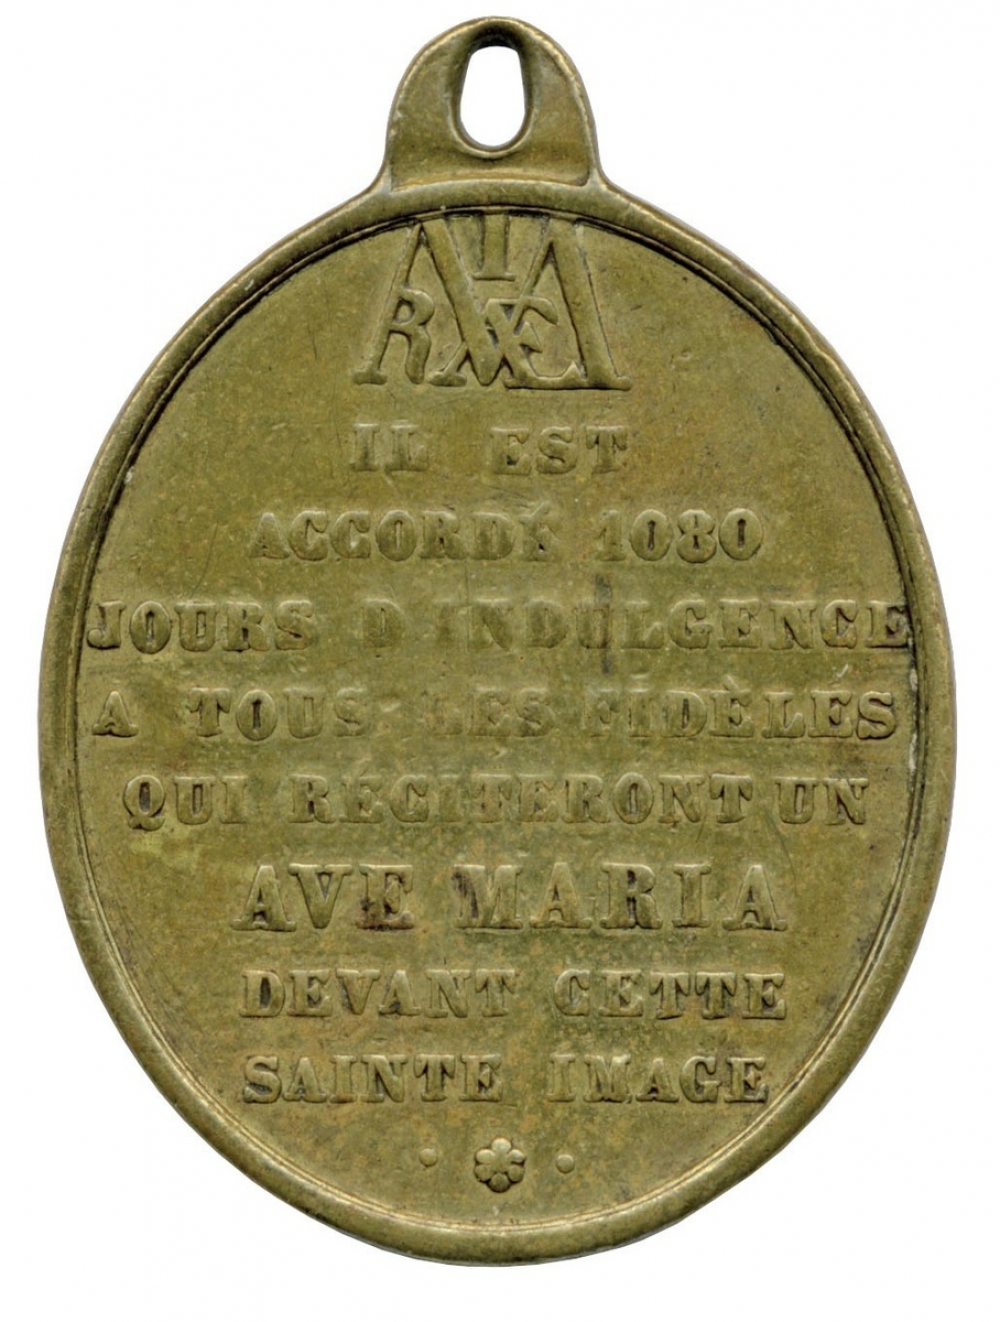 IL EST
ACCORDÉ 1080
JOURS D'INDULGENCE
A TOUS LES FIDÈLES
QUI RÉCITERONT UN
AVE MARIA
DEVANT CETTE
SAINTE IMAGE